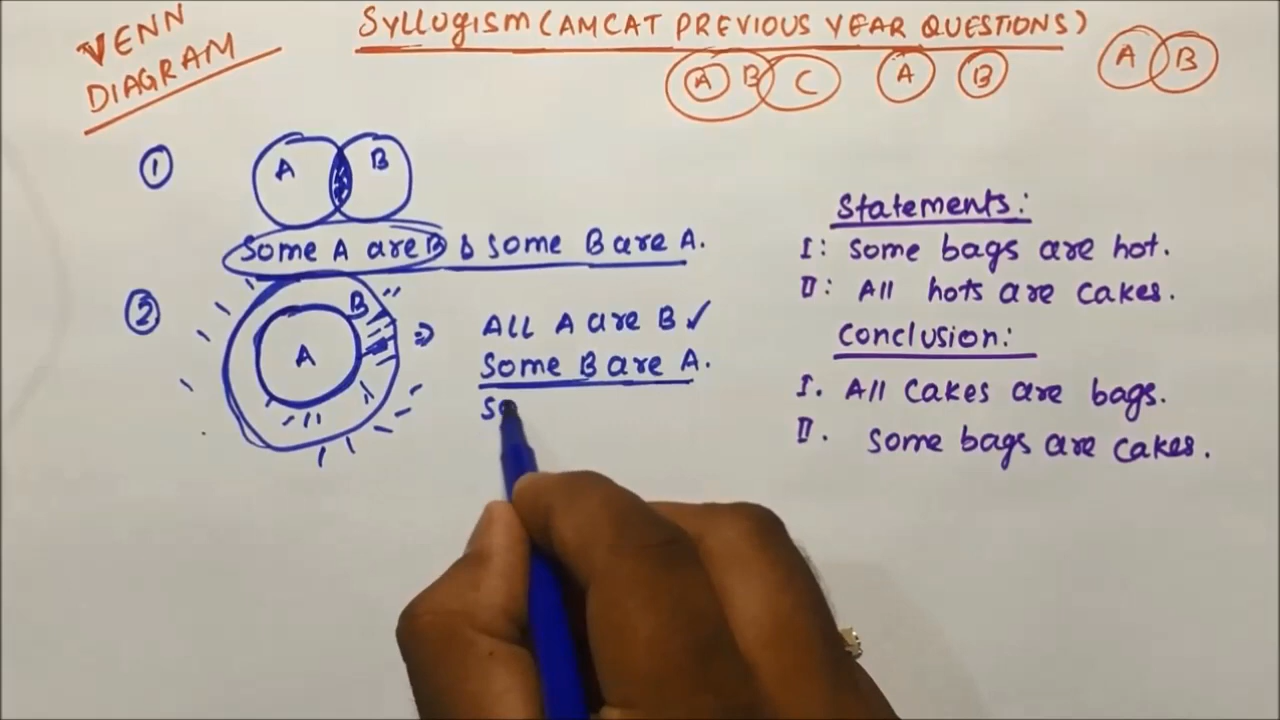 VENN
DIAGRAM
Syllogism (AMCAT PREVIOUS YEAR QUESTIONS)
A B C A B A B
1 A B
Some A are B & Some B are A.
2 B A ⇒ ALL A are B ✓
Some B are A.
So
Statements:
I: Some bags are hot.
II: All hots are cakes.
Conclusion:
I. All cakes are bags.
II. Some bags are cakes.